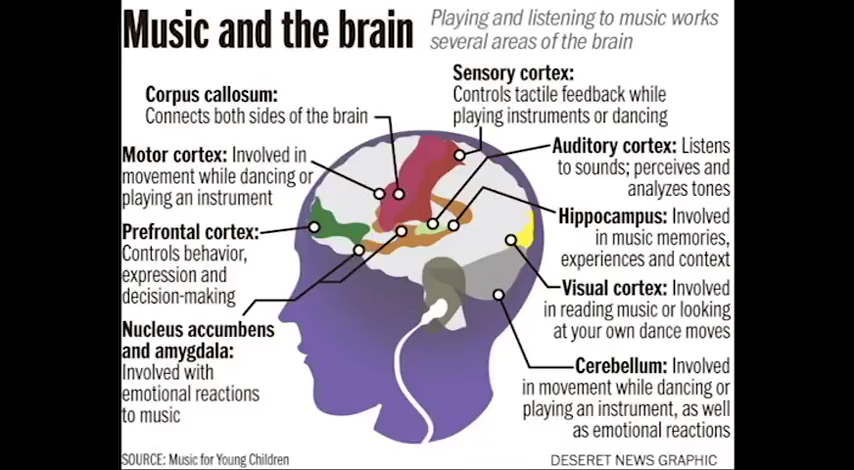 Music and the brain
Playing and listening to music works
several areas of the brain
Corpus callosum:
Connects both sides of the brain
Motor cortex: Involved in
movement while dancing or
playing an instrument
Prefrontal cortex:
Controls behavior,
expression and
decision-making
Nucleus accumbens
and amygdala:
Involved with
emotional reactions
to music
Sensory cortex:
Controls tactile feedback while
playing instruments or dancing
Auditory cortex: Listens
to sounds; perceives and
analyzes tones
Hippocampus: Involved
in music memories,
experiences and context
Visual cortex: Involved
in reading music or looking
at your own dance moves
Cerebellum: Involved
in movement while dancing or
playing an instrument, as well
as emotional reactions
SOURCE: Music for Young Children
DESERET NEWS GRAPHIC